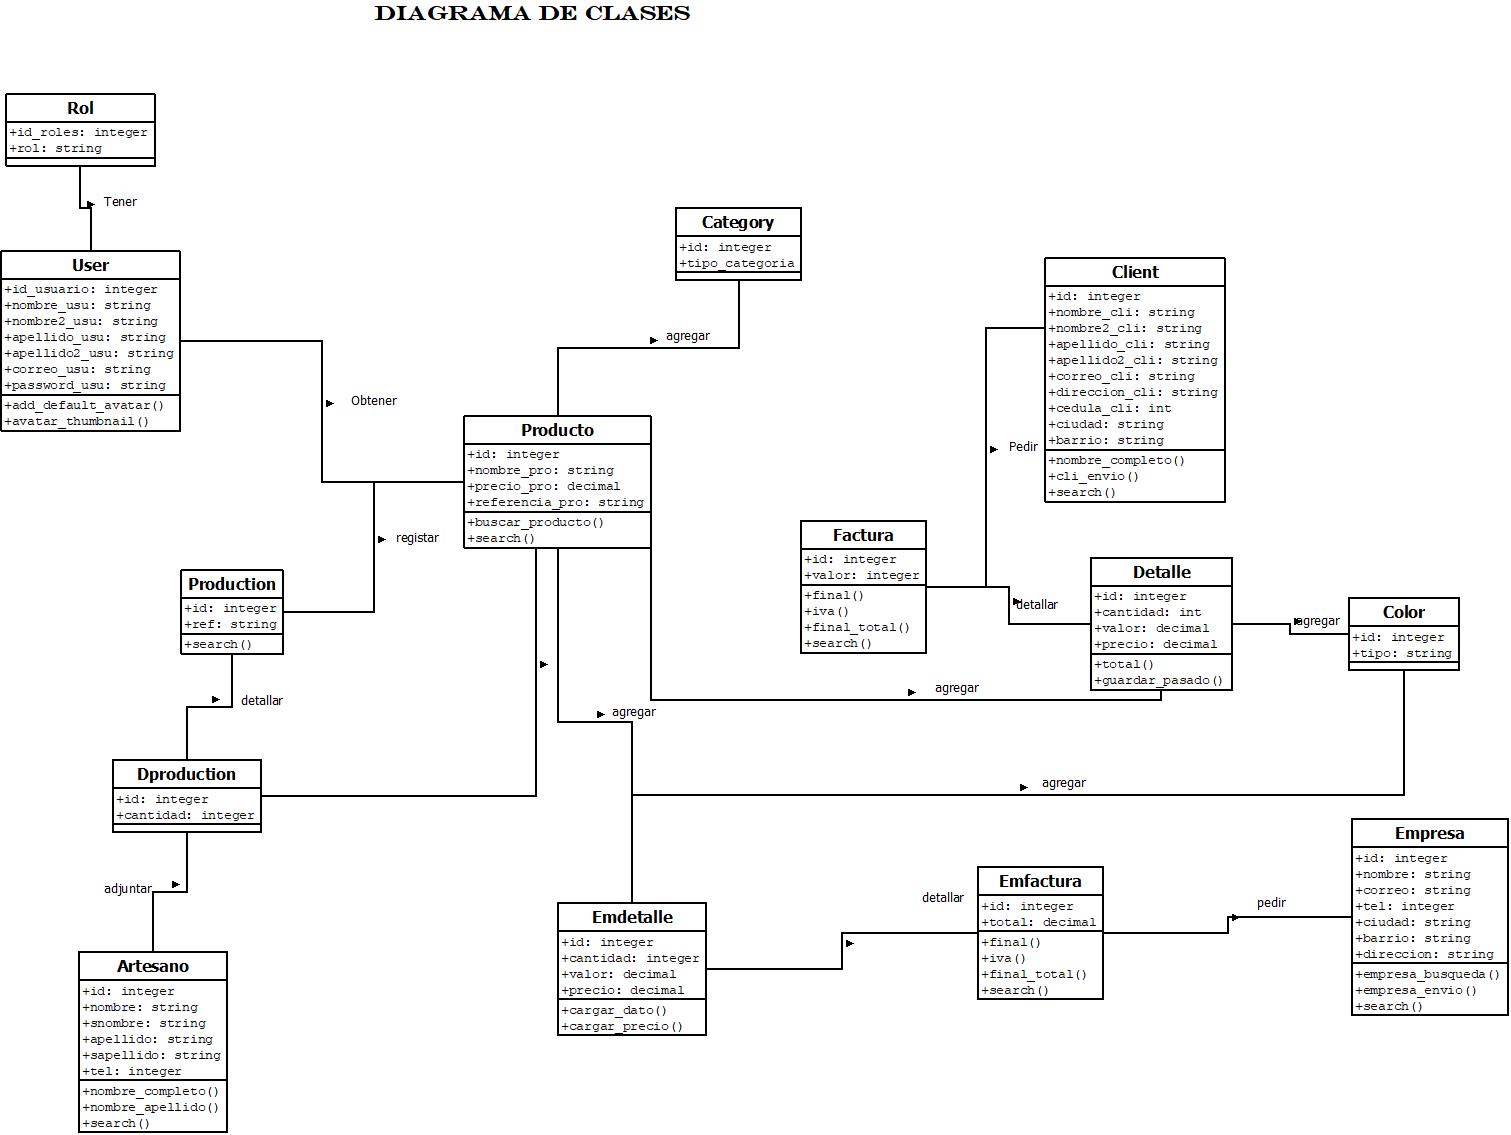 DIAGRAMA DE CLASES
Rol
+id_roles: integer
+rol: string
Tener
User
+id_usuario: integer
+nombre_usu: string
+nombre2_usu: string
+apellido_usu: string
+apellido2_usu: string
+correo_usu: string
+password_usu: string
+add_default_avatar()
+avatar_thumbnail()
Obtener
Category
+id: integer
+tipo_categoria
agregar
Client
+id: integer
+nombre_cli: string
+nombre2_cli: string
+apellido_cli: string
+apellido2_cli: string
+correo_cli: string
+direccion_cli: string
+cedula_cli: int
+ciudad: string
+barrio: string
+nombre_completo()
+cli_envio()
+search()
Pedir
Producto
+id: integer
+nombre_pro: string
+precio_pro: decimal
+referencia_pro: string
+buscar_producto()
+search()
registar
Factura
+id: integer
+valor: integer
+final()
+iva()
+final_total()
+search()
detallar
Detalle
+id: integer
+cantidad: int
+valor: decimal
+precio: decimal
+total()
+guardar_pasado()
agregar
Color
+id: integer
+tipo: string
Production
+id: integer
+ref: string
+search()
detallar
agregar
agregar
agregar
Dproduction
+id: integer
+cantidad: integer
adjuntar
Artesano
+id: integer
+nombre: string
+snombre: string
+apellido: string
+sapellido: string
+tel: integer
+nombre_completo()
+nombre_apellido()
+search()
Emdetalle
+id: integer
+cantidad: integer
+valor: decimal
+precio: decimal
+cargar_dato()
+cargar_precio()
detallar
Emfactura
+id: integer
+total: decimal
+final()
+iva()
+final_total()
+search()
pedir
Empresa
+id: integer
+nombre: string
+correo: string
+tel: integer
+ciudad: string
+barrio: string
+direccion: string
+empresa_busqueda()
+empresa_envio()
+search()